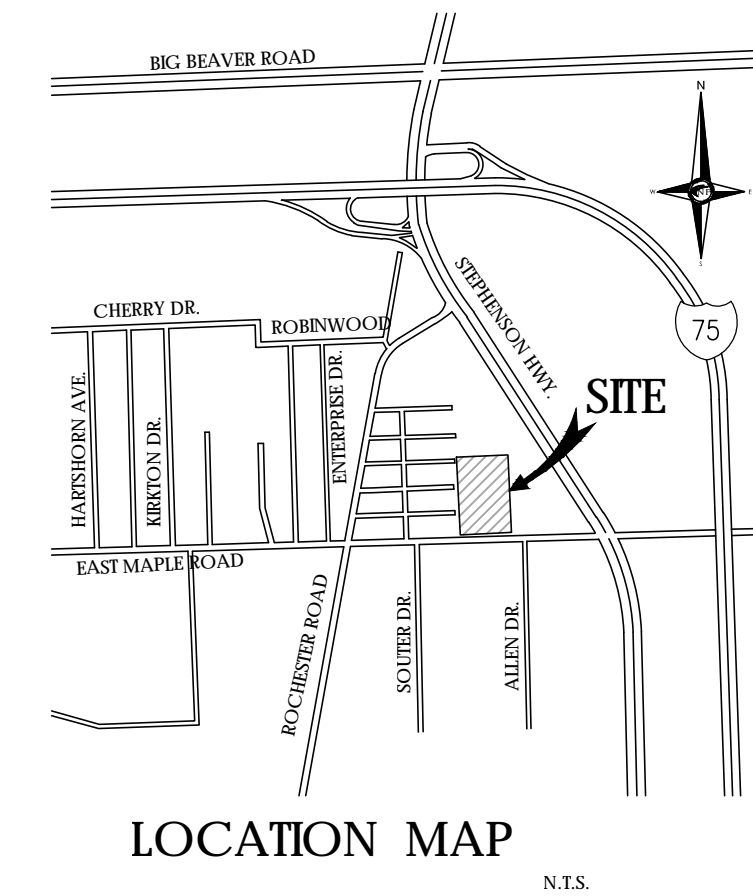 BIG BEAVER ROAD
N
W
NF
E
S
STEPHENSON HWY.
CHERRY DR.
ROBINWOOD
75
HARTSHORN AVE.
KIRKTON DR.
ENTERPRISE DR.
SITE
EAST MAPLE ROAD
ROCHESTER ROAD
SOUTER DR.
ALLEN DR.
LOCATION MAP
N.T.S.